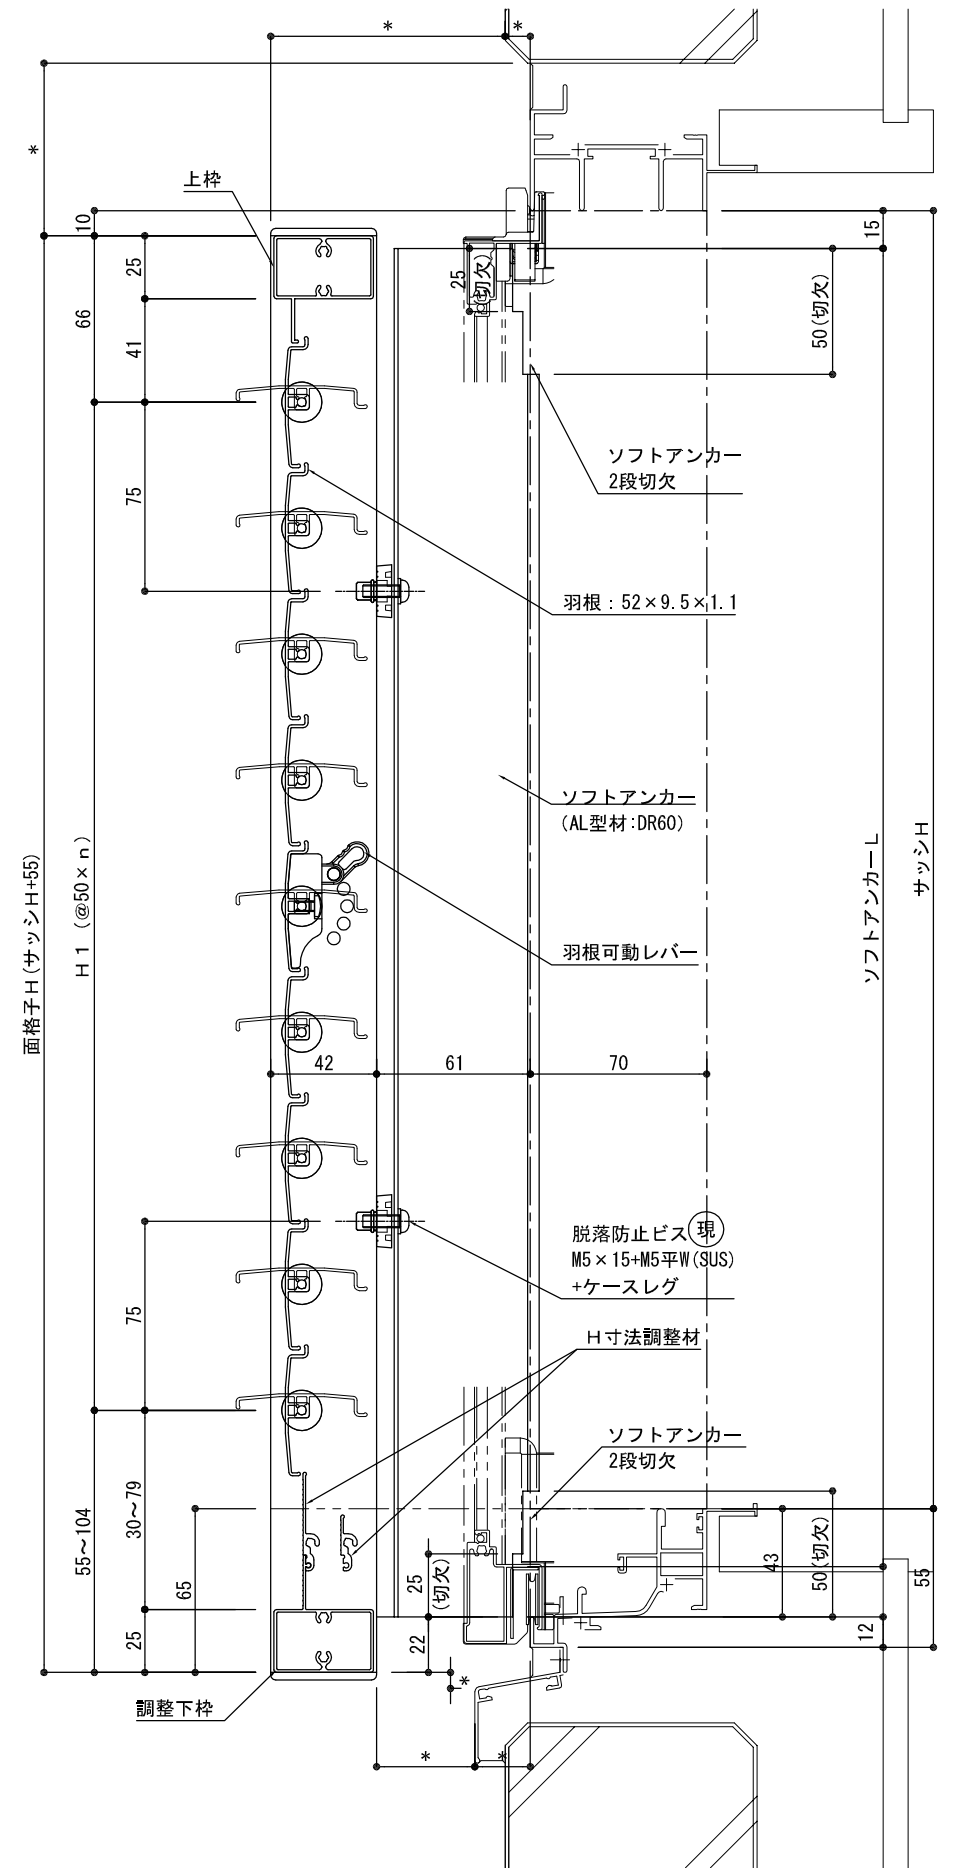 *
*
*
上枠
10
15
25
66
41
25
(切欠)
50(切欠)
ソフトアンカー
2段切欠
75
羽根：52×9.5×1.1
ソフトアンカー
(AL型材:DR60)
面格子H(サッシH+55)
H1 (@50×n)
ソフトアンカーL
サッシH
羽根可動レバー
42
61
70
脱落防止ビス 現
M5×15+M5平W(SUS)
+ケースレグ
75
H寸法調整材
ソフトアンカー
2段切欠
55~104
30~79
65
25
25
(切欠)
22
43
50(切欠)
55
12
*
調整下枠
*
*